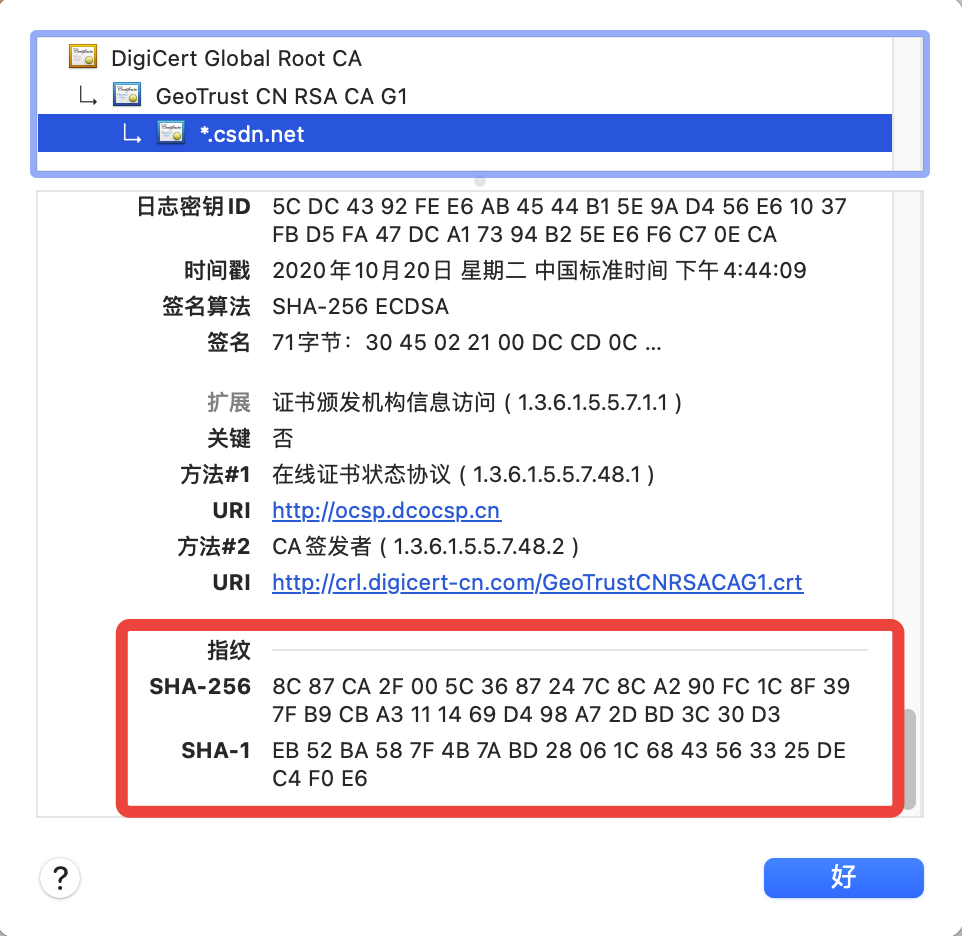 DigiCert Global Root CA
GeoTrust CN RSA CA G1
*.csdn.net
日志密钥ID 5C DC 43 92 FE E6 AB 45 44 B1 5E 9A D4 56 E6 10 37
FB D5 FA 47 DC A1 73 94 B2 5E E6 F6 C7 0E CA
时间戳 2020年10月20日 星期二 中国标准时间 下午4:44:09
签名算法 SHA-256 ECDSA
签名 71字节：30 45 02 21 00 DC CD 0C ...
扩展 证书颁发机构信息访问 ( 1.3.6.1.5.5.7.1.1 )
关键 否
方法#1 在线证书状态协议 ( 1.3.6.1.5.5.7.48.1 )
URI http://ocsp.dcocsp.cn
方法#2 CA签发者 ( 1.3.6.1.5.5.7.48.2 )
URI http://crl.digicert-cn.com/GeoTrustCNRSACAG1.crt
指纹
SHA-256 8C 87 CA 2F 00 5C 36 87 24 7C 8C A2 90 FC 1C 8F 39
7F B9 CB A3 11 14 69 D4 98 A7 2D BD 3C 30 D3
SHA-1 EB 52 BA 58 7F 4B 7A BD 28 06 1C 68 43 56 33 25 DE
C4 F0 E6
?
好